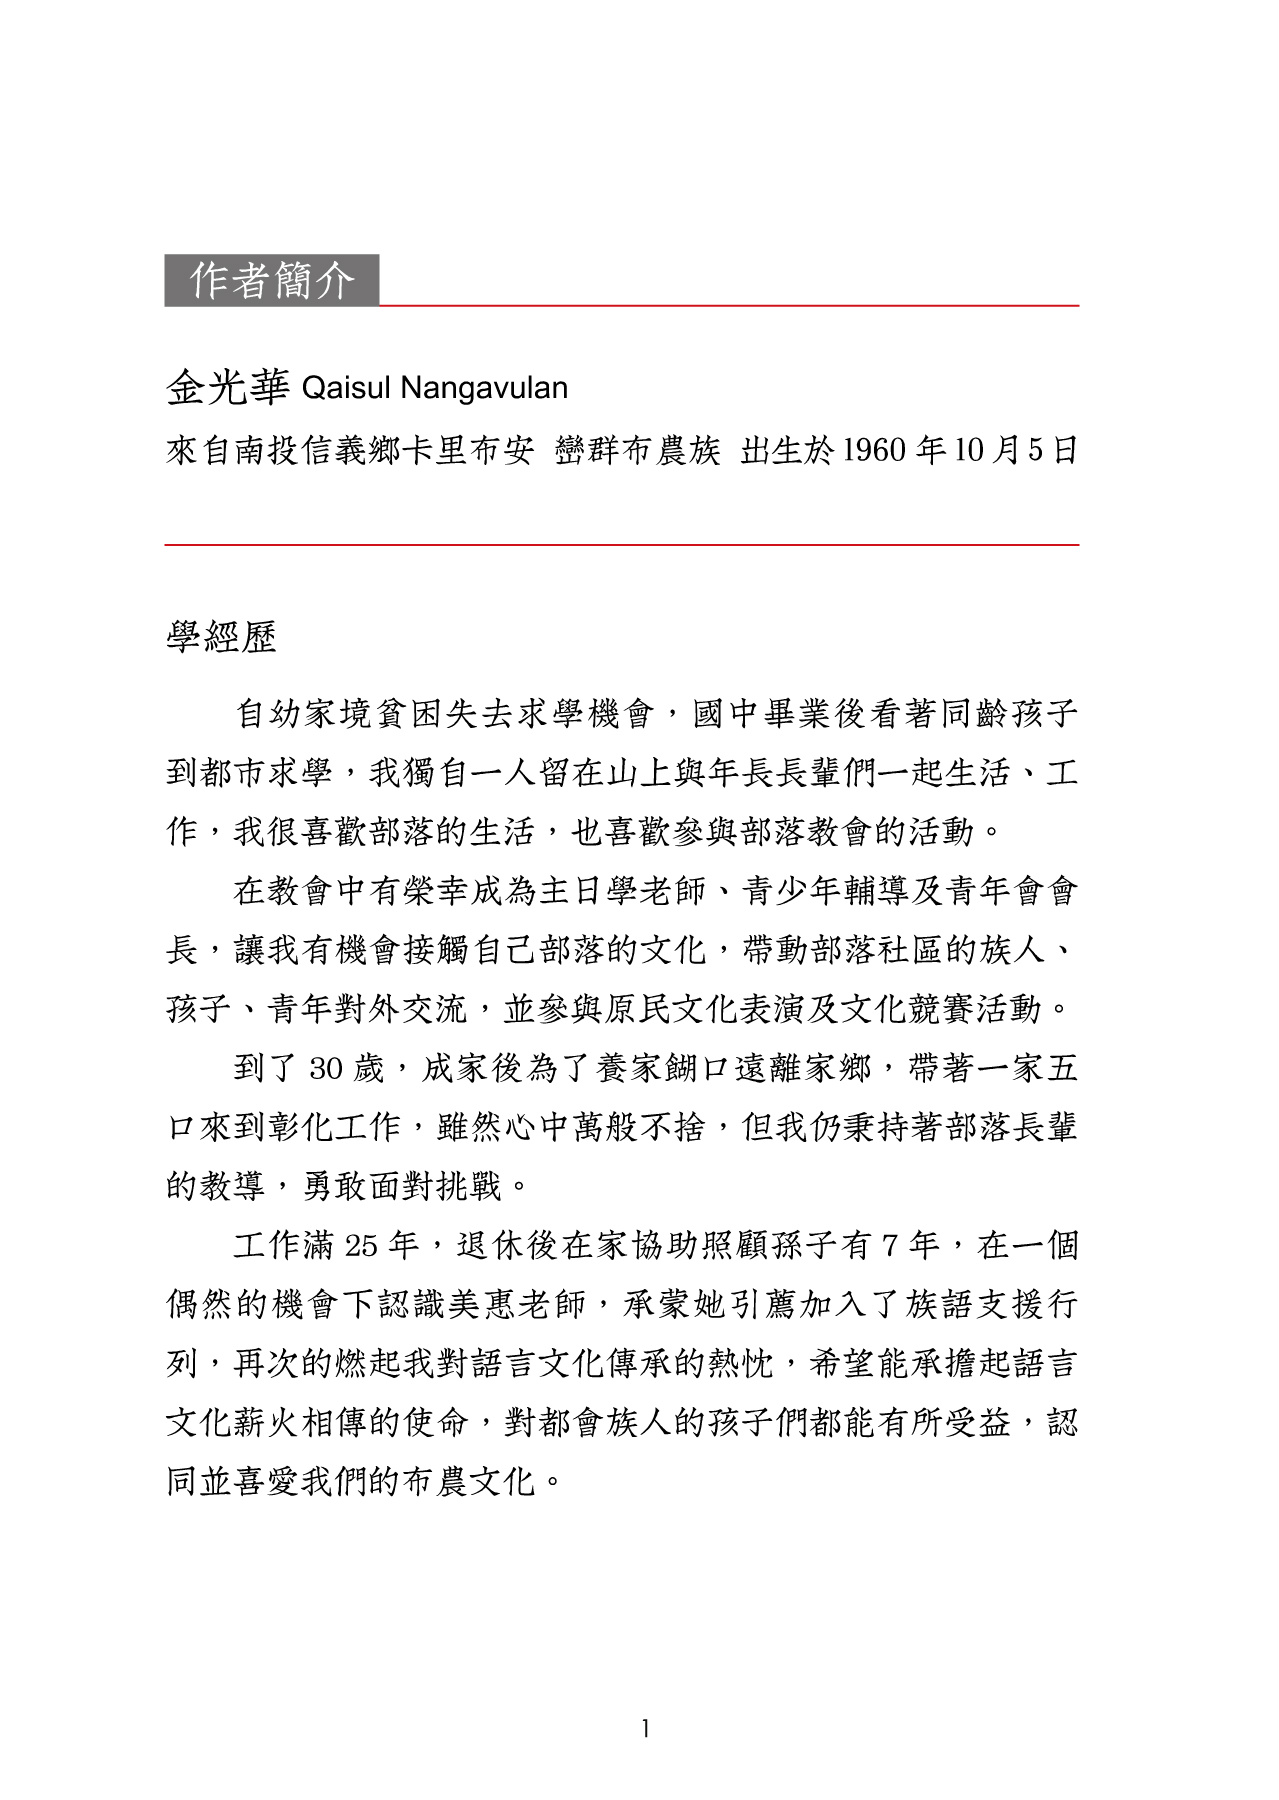 作者簡介
金光華 Qaisul Nangavulan
來自南投信義鄉卡里布安 巒群布農族 出生於1960 年10 月5日
學經歷
自幼家境貧困失去求學機會，國中畢業後看著同齡孩子
到都市求學，我獨自一人留在山上與年長長輩們一起生活、工
作，我很喜歡部落的生活，也喜歡參與部落教會的活動。
在教會中有榮幸成為主日學老師、青少年輔導及青年會會
長，讓我有機會接觸自己部落的文化，帶動部落社區的族人、
孩子、青年對外交流，並參與原民文化表演及文化競賽活動。
到了 30 歲，成家後為了養家餬口遠離家鄉，帶著一家五
口來到彰化工作，雖然心中萬般不捨，但我仍秉持著部落長輩
的教導，勇敢面對挑戰。
工作滿 25 年，退休後在家協助照顧孫子有 7 年，在一個
偶然的機會下認識美惠老師，承蒙她引薦加入了族語支援行
列，再次的燃起我對語言文化傳承的熱忱，希望能承擔起語言
文化薪火相傳的使命，對都會族人的孩子們都能有所受益，認
同並喜愛我們的布農文化。
1